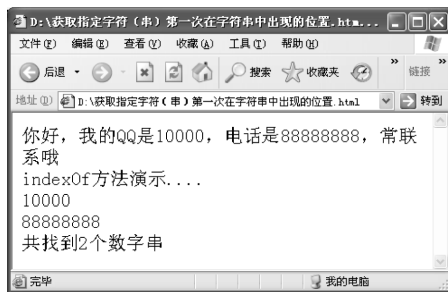 D:\获取指定字符（串）第一次在字符串中出现的位置.htm...
文件(F) 编辑(E) 查看(V) 收藏(A) 工具(T) 帮助(H)
后退 搜索 收藏夹 链接
地址(D) D:\获取指定字符（串）第一次在字符串中出现的位置.html 转到
你好，我的QQ是10000，电话是88888888，常联
系哦
indexOf方法演示....
10000
88888888
共找到2个数字串
完毕 我的电脑